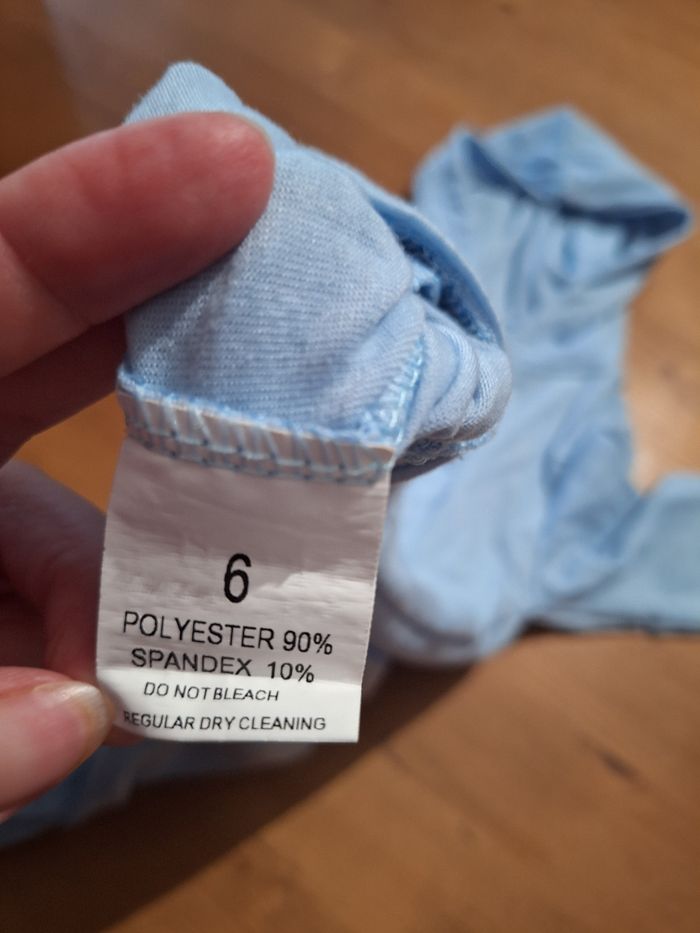 6
POLYESTER 90%
SPANDEX 10%
DO NOT BLEACH
REGULAR DRY CLEANING